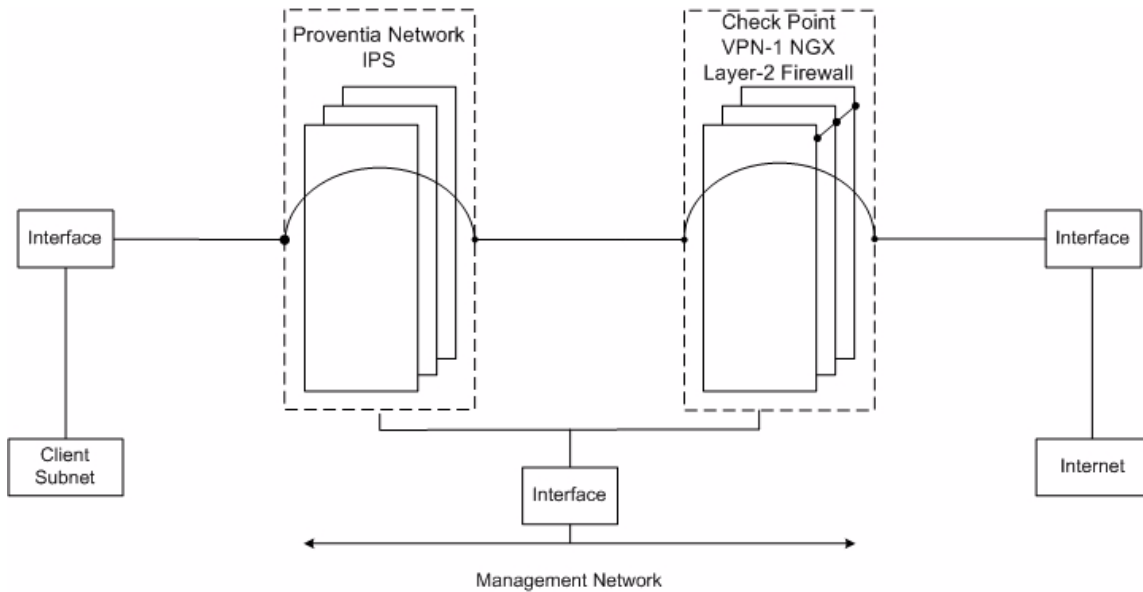 Proventia Network
IPS
Check Point
VPN-1 NGX
Layer-2 Firewall
Interface
Interface
Client
Subnet
Internet
Interface
Management Network